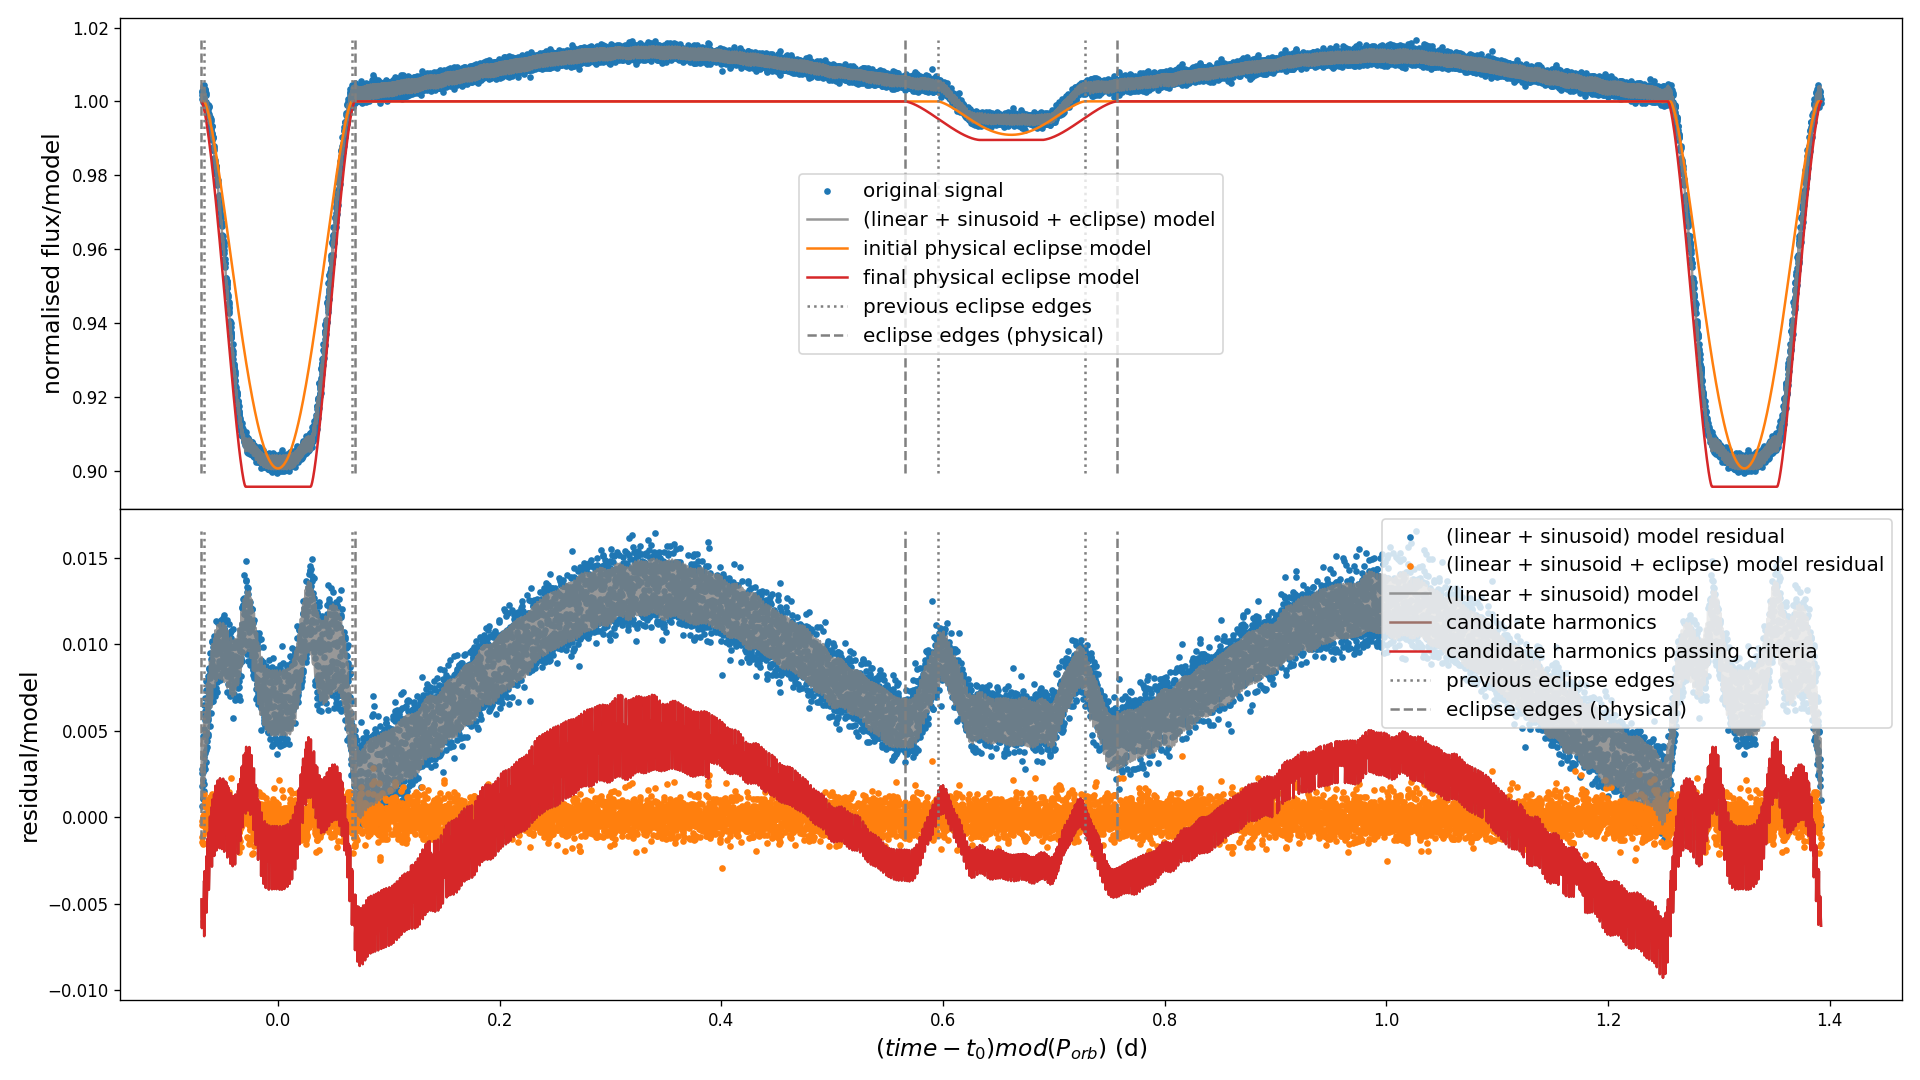 1.02
1.00
0.98
0.96
0.94
0.92
0.90
normalised flux/model
original signal
(linear + sinusoid + eclipse) model
initial physical eclipse model
final physical eclipse model
previous eclipse edges
eclipse edges (physical)
0.015
0.010
0.005
0.000
−0.005
−0.010
residual/model
(linear + sinusoid) model residual
(linear + sinusoid + eclipse) model residual
(linear + sinusoid) model
candidate harmonics
candidate harmonics passing criteria
previous eclipse edges
eclipse edges (physical)
0.0 0.2 0.4 0.6 0.8 1.0 1.2 1.4
(time − t₀)mod(P_orb) (d)